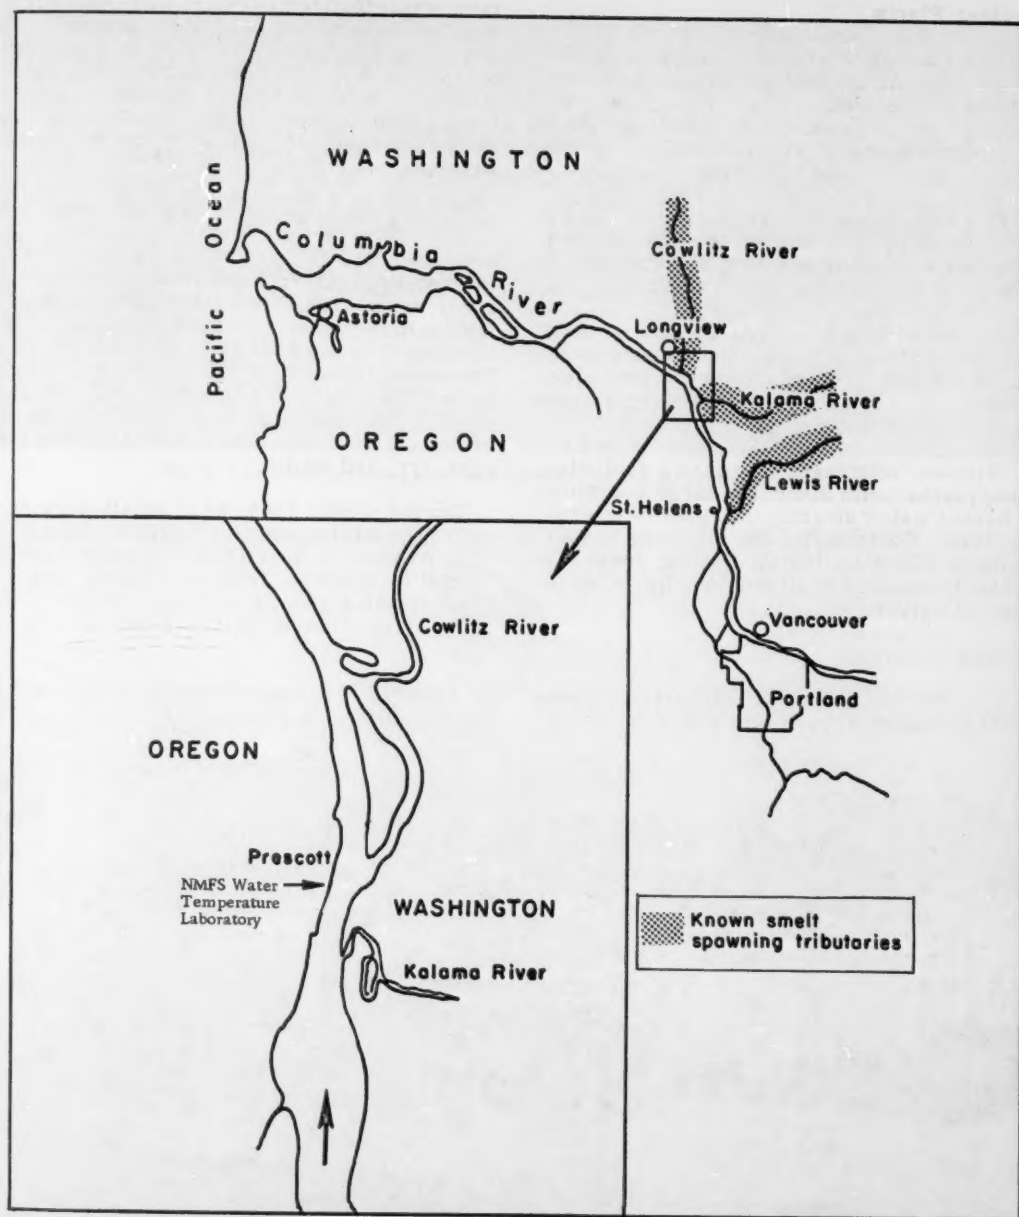 WASHINGTON
Pacific Ocean
Columbia River
Astoria
OREGON
Cowlitz River
Longview
Kalama River
Lewis River
St. Helens
Vancouver
Portland
Cowlitz River
OREGON
Prescott
NMFS Water
Temperature
Laboratory
WASHINGTON
Kalama River
Known smelt
spawning tributaries